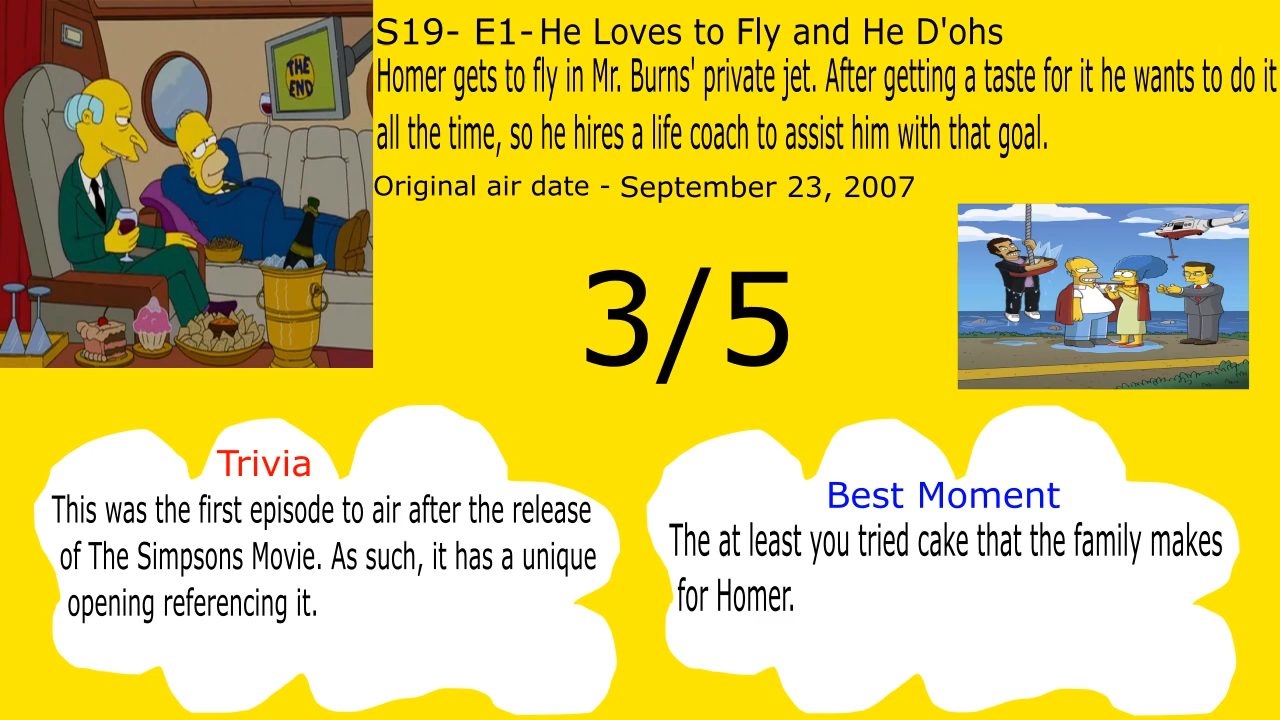 S19- E1- He Loves to Fly and He D'ohs
Homer gets to fly in Mr. Burns' private jet. After getting a taste for it he wants to do it
all the time, so he hires a life coach to assist him with that goal.
Original air date - September 23, 2007
THE
END
3/5
Trivia
This was the first episode to air after the release
of The Simpsons Movie. As such, it has a unique
opening referencing it.
Best Moment
The at least you tried cake that the family makes
for Homer.